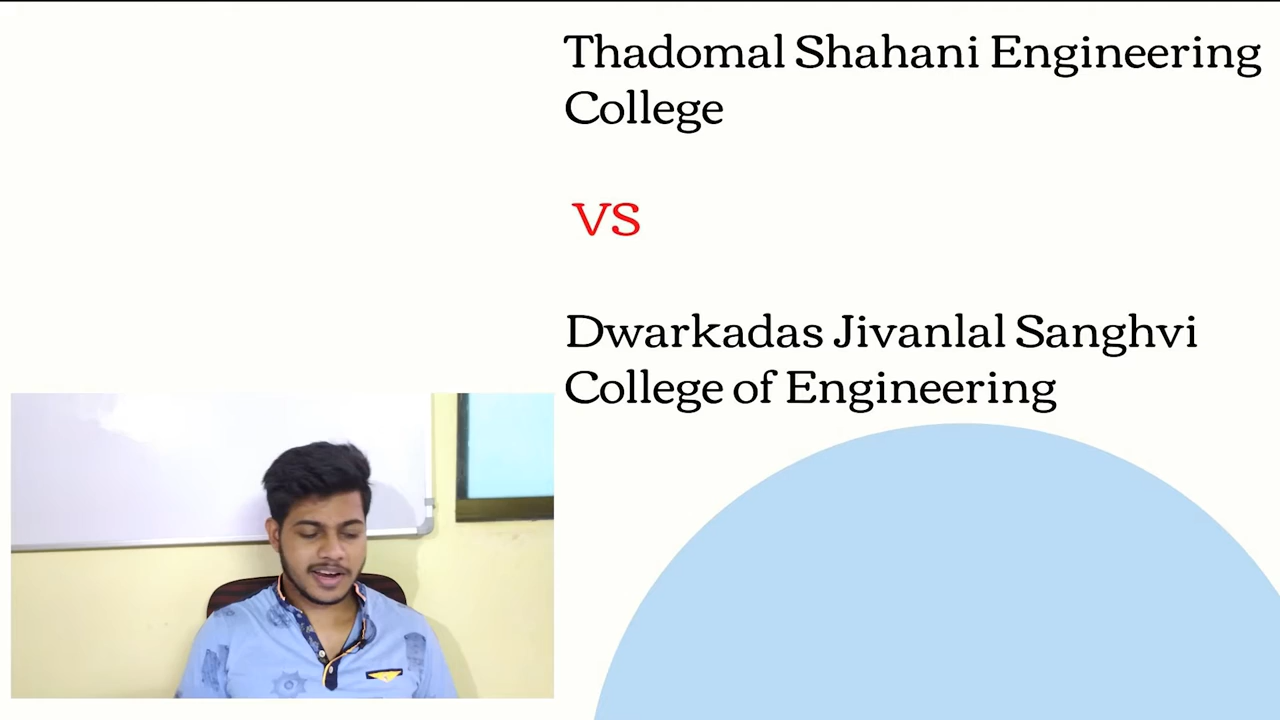 Thadomal Shahani Engineering
College
VS
Dwarkadas Jivanlal Sanghvi
College of Engineering